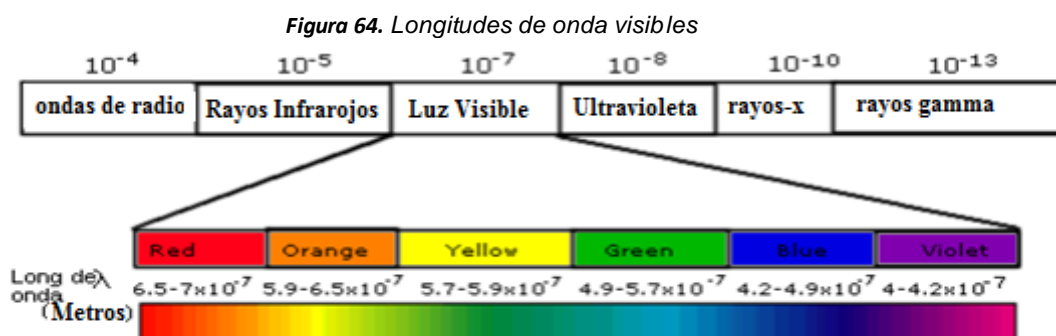 Figura 64. Longitudes de onda visibles
10⁻⁴ 10⁻⁵ 10⁻⁷ 10⁻⁸ 10⁻¹⁰ 10⁻¹³
ondas de radio Rayos Infrarojos Luz Visible Ultravioleta rayos-x rayos gamma
Red Orange Yellow Green Blue Violet
Long de λ
onda 6.5-7x10⁻⁷ 5.9-6.5x10⁻⁷ 5.7-5.9x10⁻⁷ 4.9-5.7x10⁻⁷ 4.2-4.9x10⁻⁷ 4-4.2x10⁻⁷
(Metros)